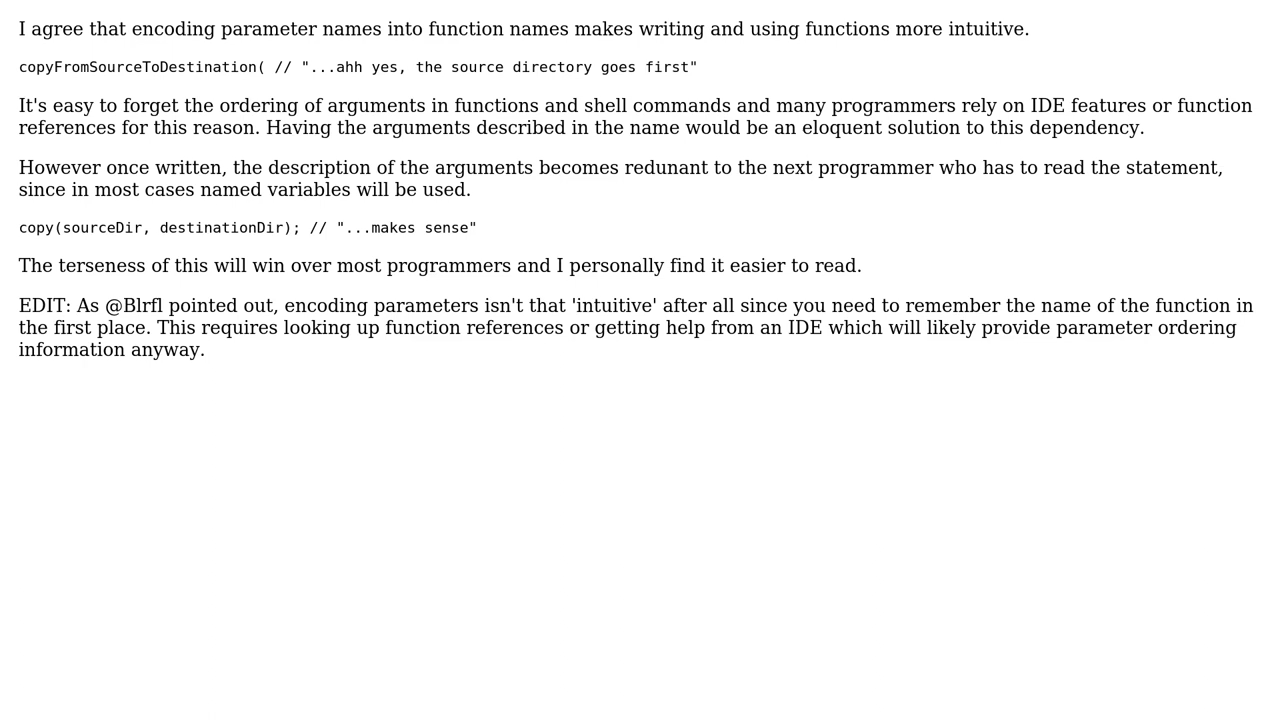 I agree that encoding parameter names into function names makes writing and using functions more intuitive.
copyFromSourceToDestination( // "...ahh yes, the source directory goes first"
It's easy to forget the ordering of arguments in functions and shell commands and many programmers rely on IDE features or function
references for this reason. Having the arguments described in the name would be an eloquent solution to this dependency.
However once written, the description of the arguments becomes redunant to the next programmer who has to read the statement,
since in most cases named variables will be used.
copy(sourceDir, destinationDir); // "...makes sense"
The terseness of this will win over most programmers and I personally find it easier to read.
EDIT: As @Blrfl pointed out, encoding parameters isn't that 'intuitive' after all since you need to remember the name of the function in
the first place. This requires looking up function references or getting help from an IDE which will likely provide parameter ordering
information anyway.